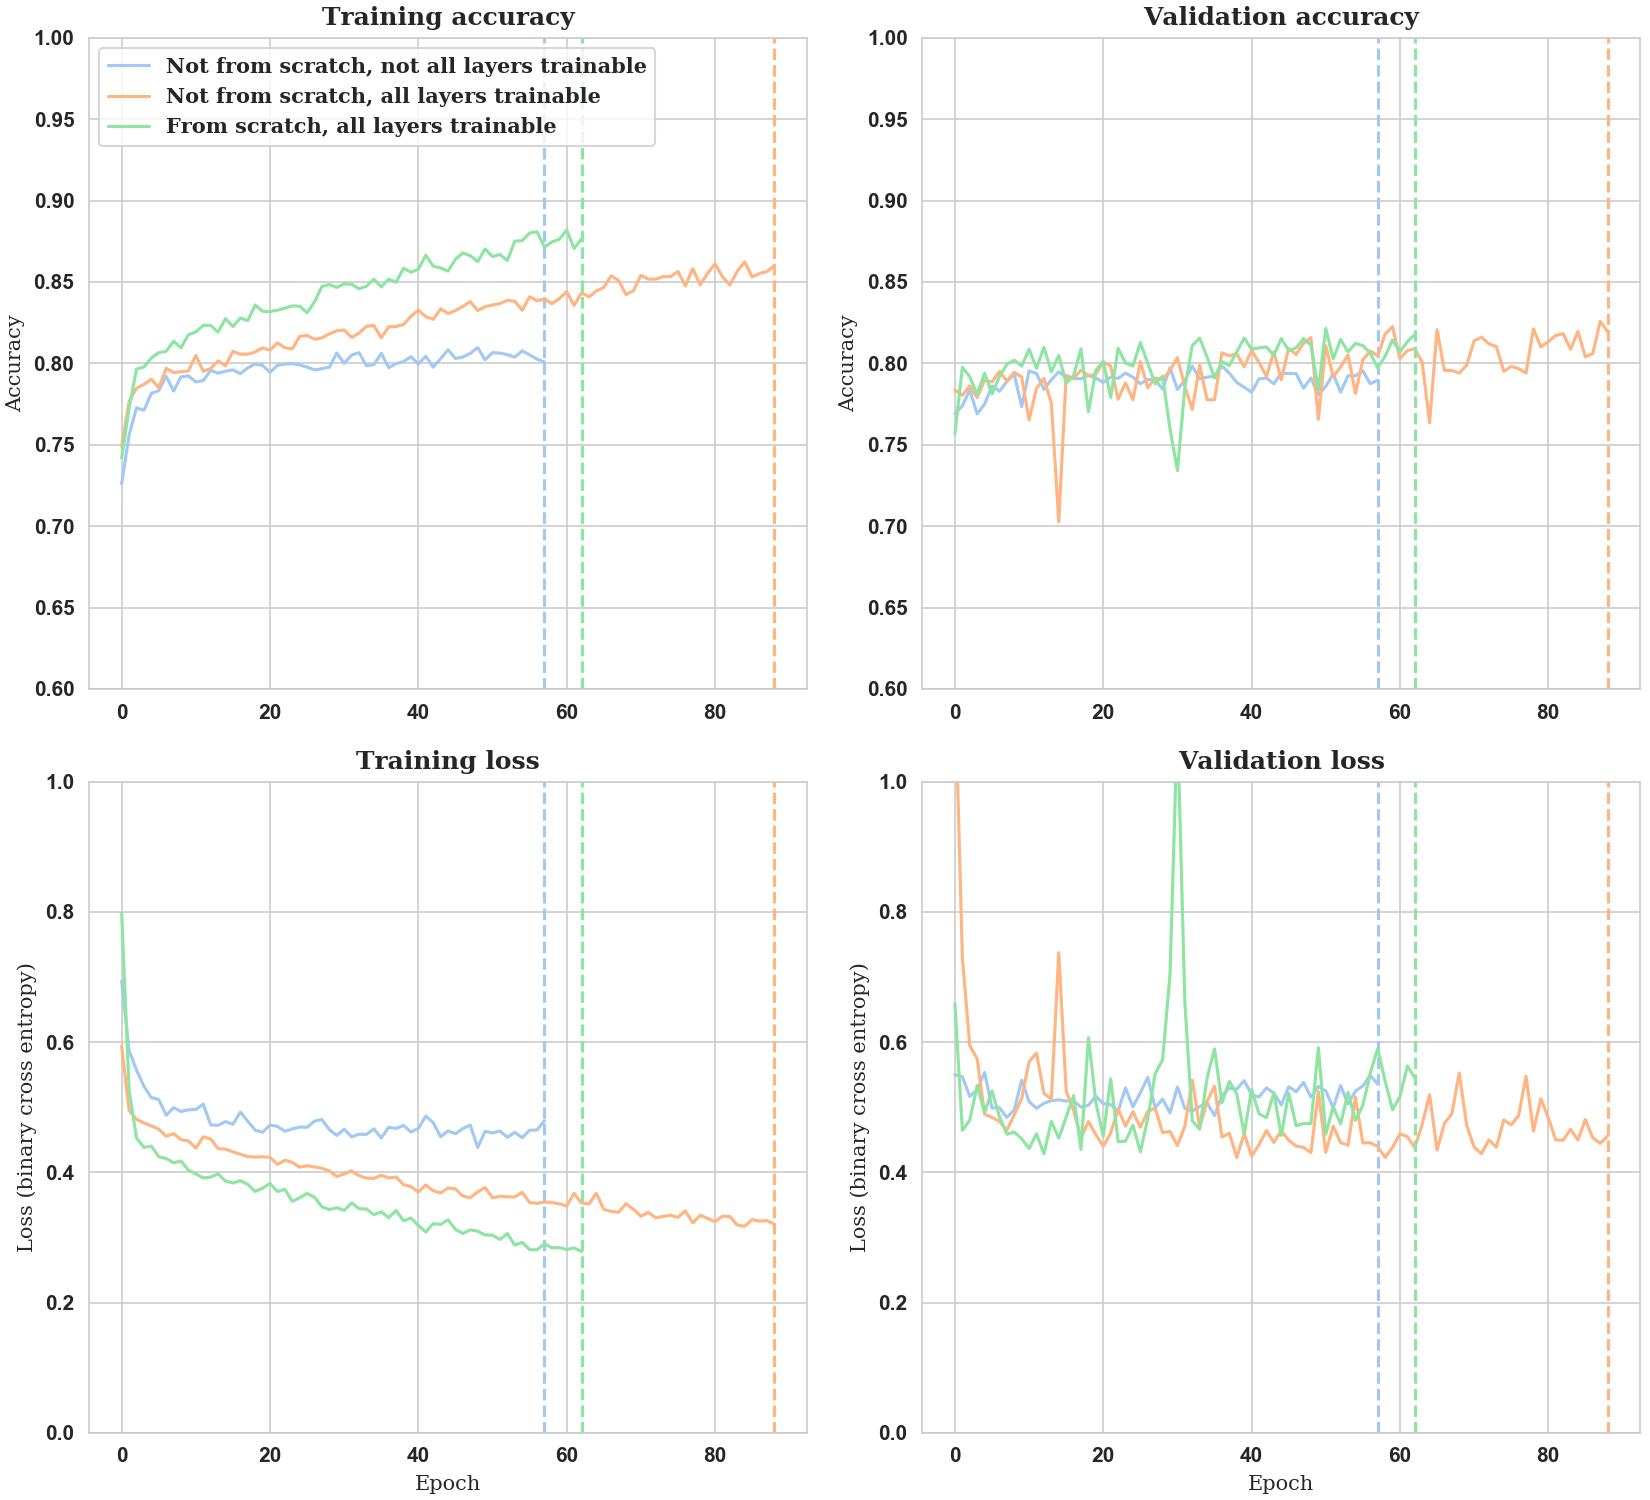 Training accuracy
Accuracy
1.00
0.95
0.90
0.85
0.80
0.75
0.70
0.65
0.60
Not from scratch, not all layers trainable
Not from scratch, all layers trainable
From scratch, all layers trainable
0 20 40 60 80
Validation accuracy
Accuracy
1.00
0.95
0.90
0.85
0.80
0.75
0.70
0.65
0.60
0 20 40 60 80
Training loss
Loss (binary cross entropy)
1.0
0.8
0.6
0.4
0.2
0.0
0 20 40 60 80
Epoch
Validation loss
Loss (binary cross entropy)
1.0
0.8
0.6
0.4
0.2
0.0
0 20 40 60 80
Epoch